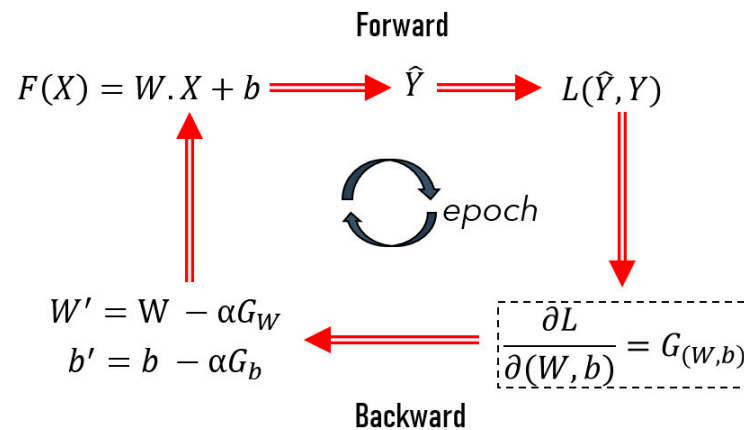 Forward
F(X) = W.X + b
Ŷ
L(Ŷ, Y)
epoch
W′ = W − αG_W
b′ = b − αG_b
∂L
∂(W, b)
= G_(W,b)
Backward